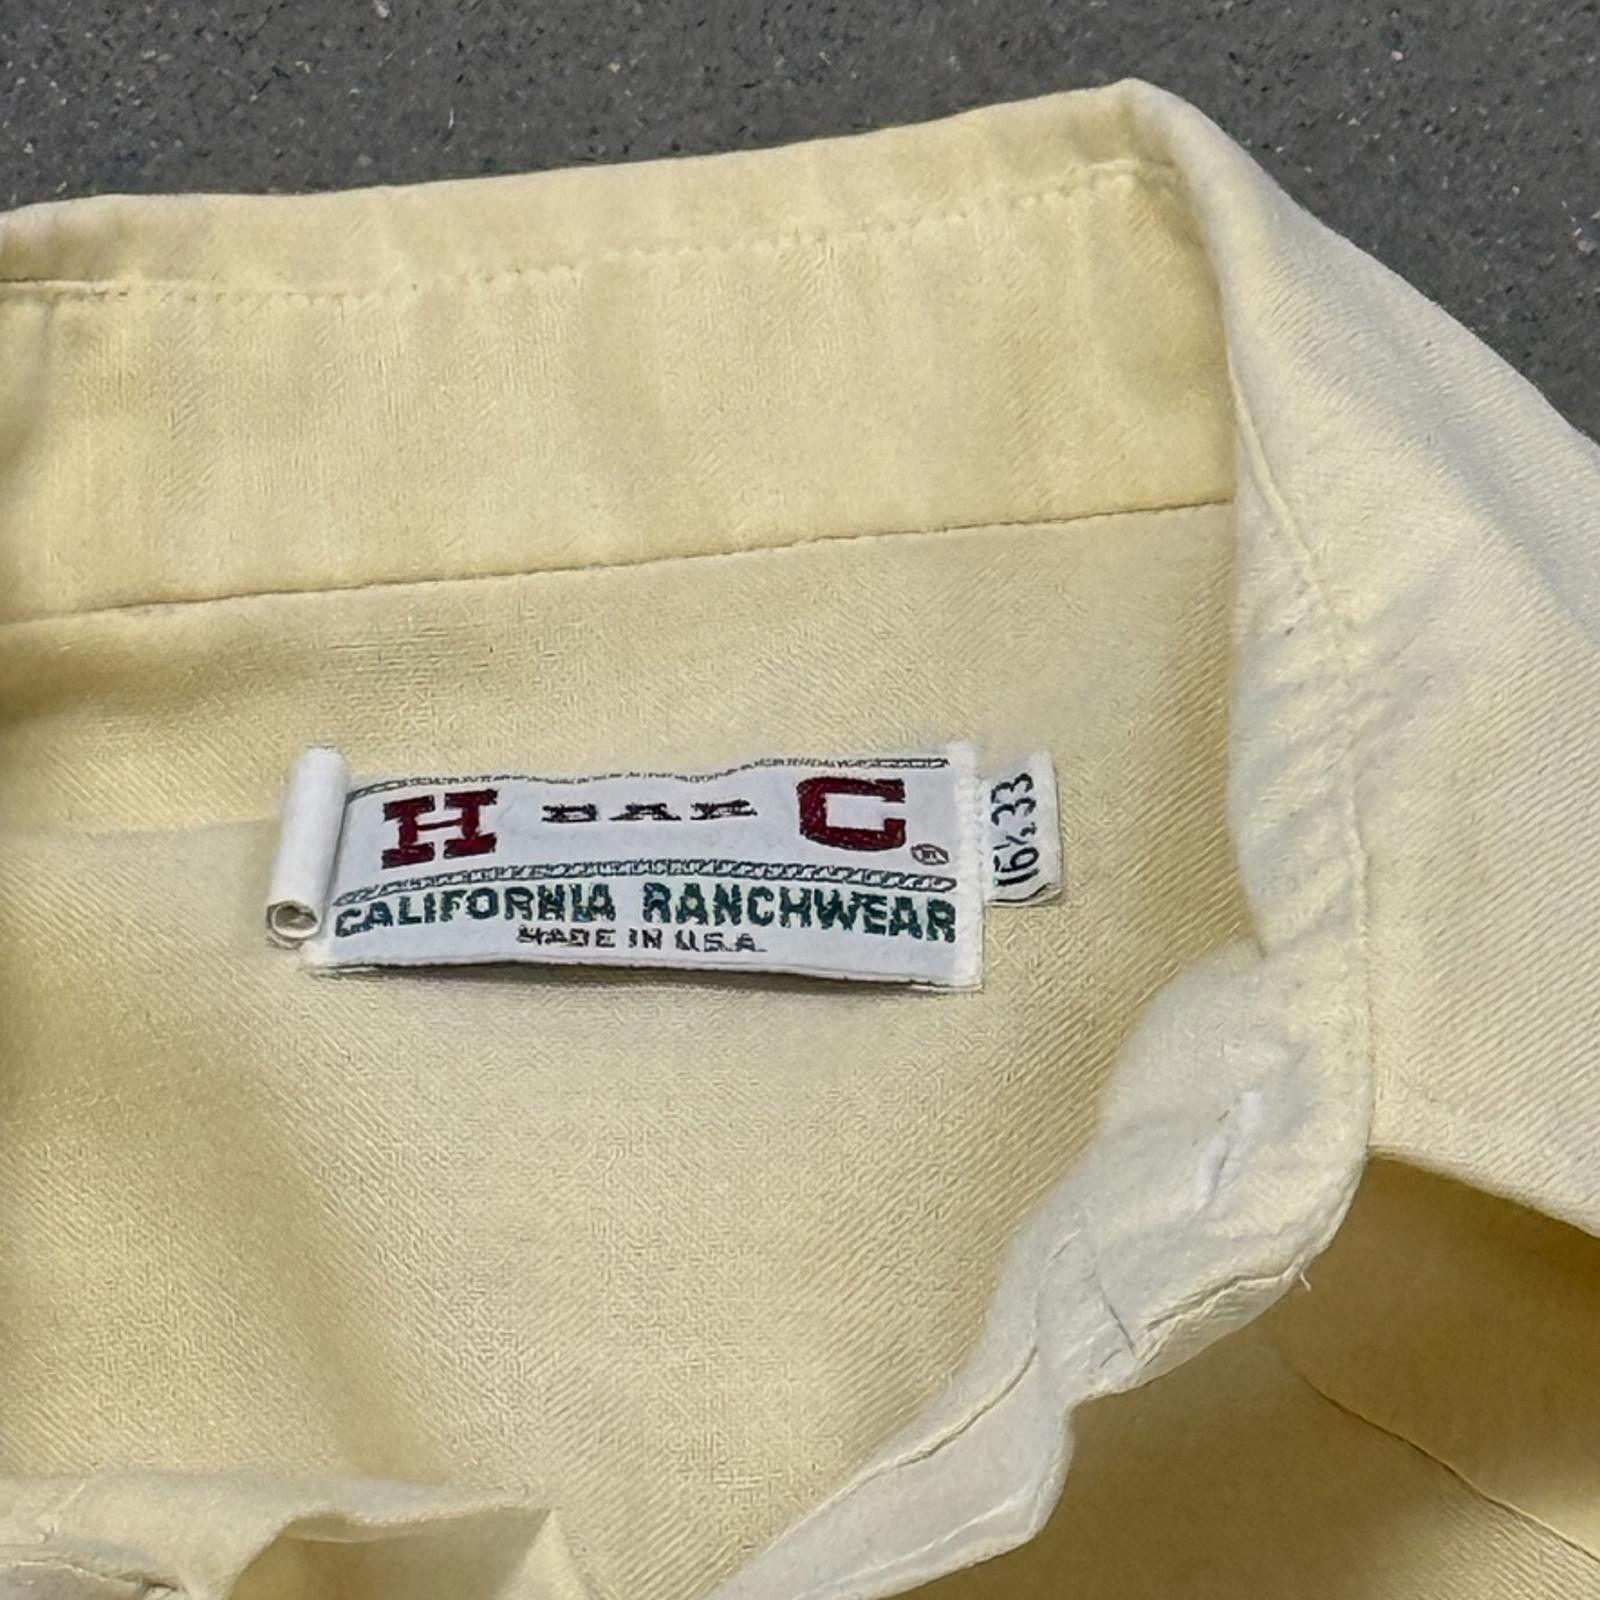 H BAR C ®
CALIFORNIA RANCHWEAR
MADE IN U.S.A.
16½ 33